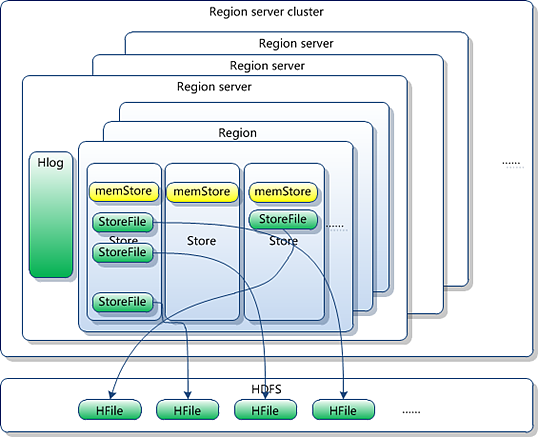 Region server cluster
Region server
Region server
Region server
Region
Hlog
memStore
memStore
memStore
StoreFile
StoreFile
Store
Store
Store
StoreFile
StoreFile
......
......
HDFS
HFile
HFile
HFile
HFile
......